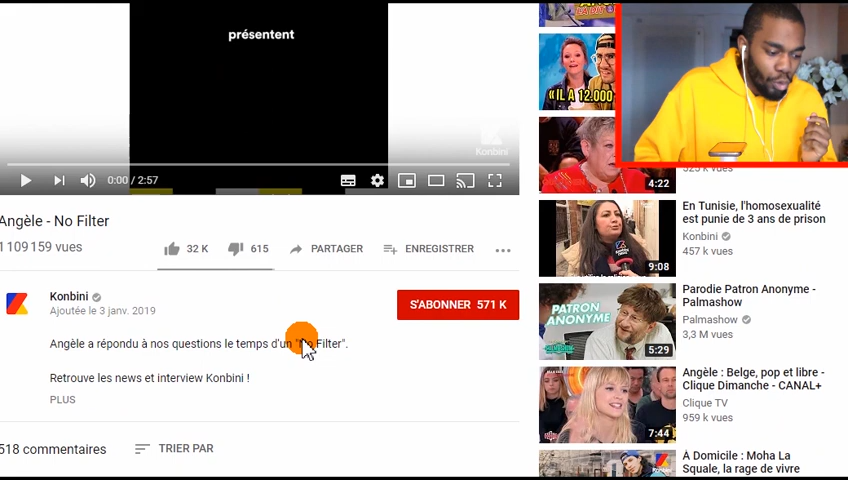 présentent
Konbini
0:00 / 2:57
Angèle - No Filter
1 109 159 vues
32 K
615
PARTAGER
ENREGISTRER
Konbini
Ajoutée le 3 janv. 2019
S'ABONNER 571 K
Angèle a répondu à nos questions le temps d'un "No Filter".
Retrouve les news et interview Konbini !
PLUS
518 commentaires
TRIER PAR
« IL A 12.000
4:22
En Tunisie, l'homosexualité
est punie de 3 ans de prison
Konbini
457 k vues
9:08
Parodie Patron Anonyme -
Palmashow
Palmashow
3,3 M vues
PATRON
ANONYME
5:29
Angèle : Belge, pop et libre -
Clique Dimanche - CANAL+
Clique TV
959 k vues
7:44
À Domicile : Moha La
Squale, la rage de vivre